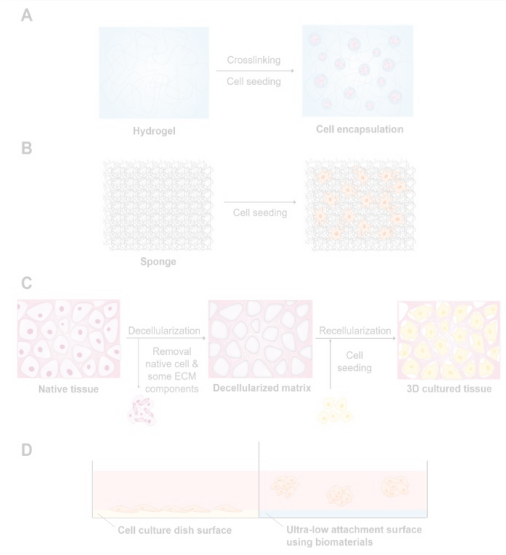 A
Crosslinking
Cell seeding
Hydrogel
Cell encapsulation
B
Cell seeding
Sponge
C
Decellularization
Removal
native cell &
some ECM
components
Recellularization
Cell
seeding
Native tissue
Decellularized matrix
3D cultured tissue
D
Cell culture dish surface
Ultra-low attachment surface
using biomaterials